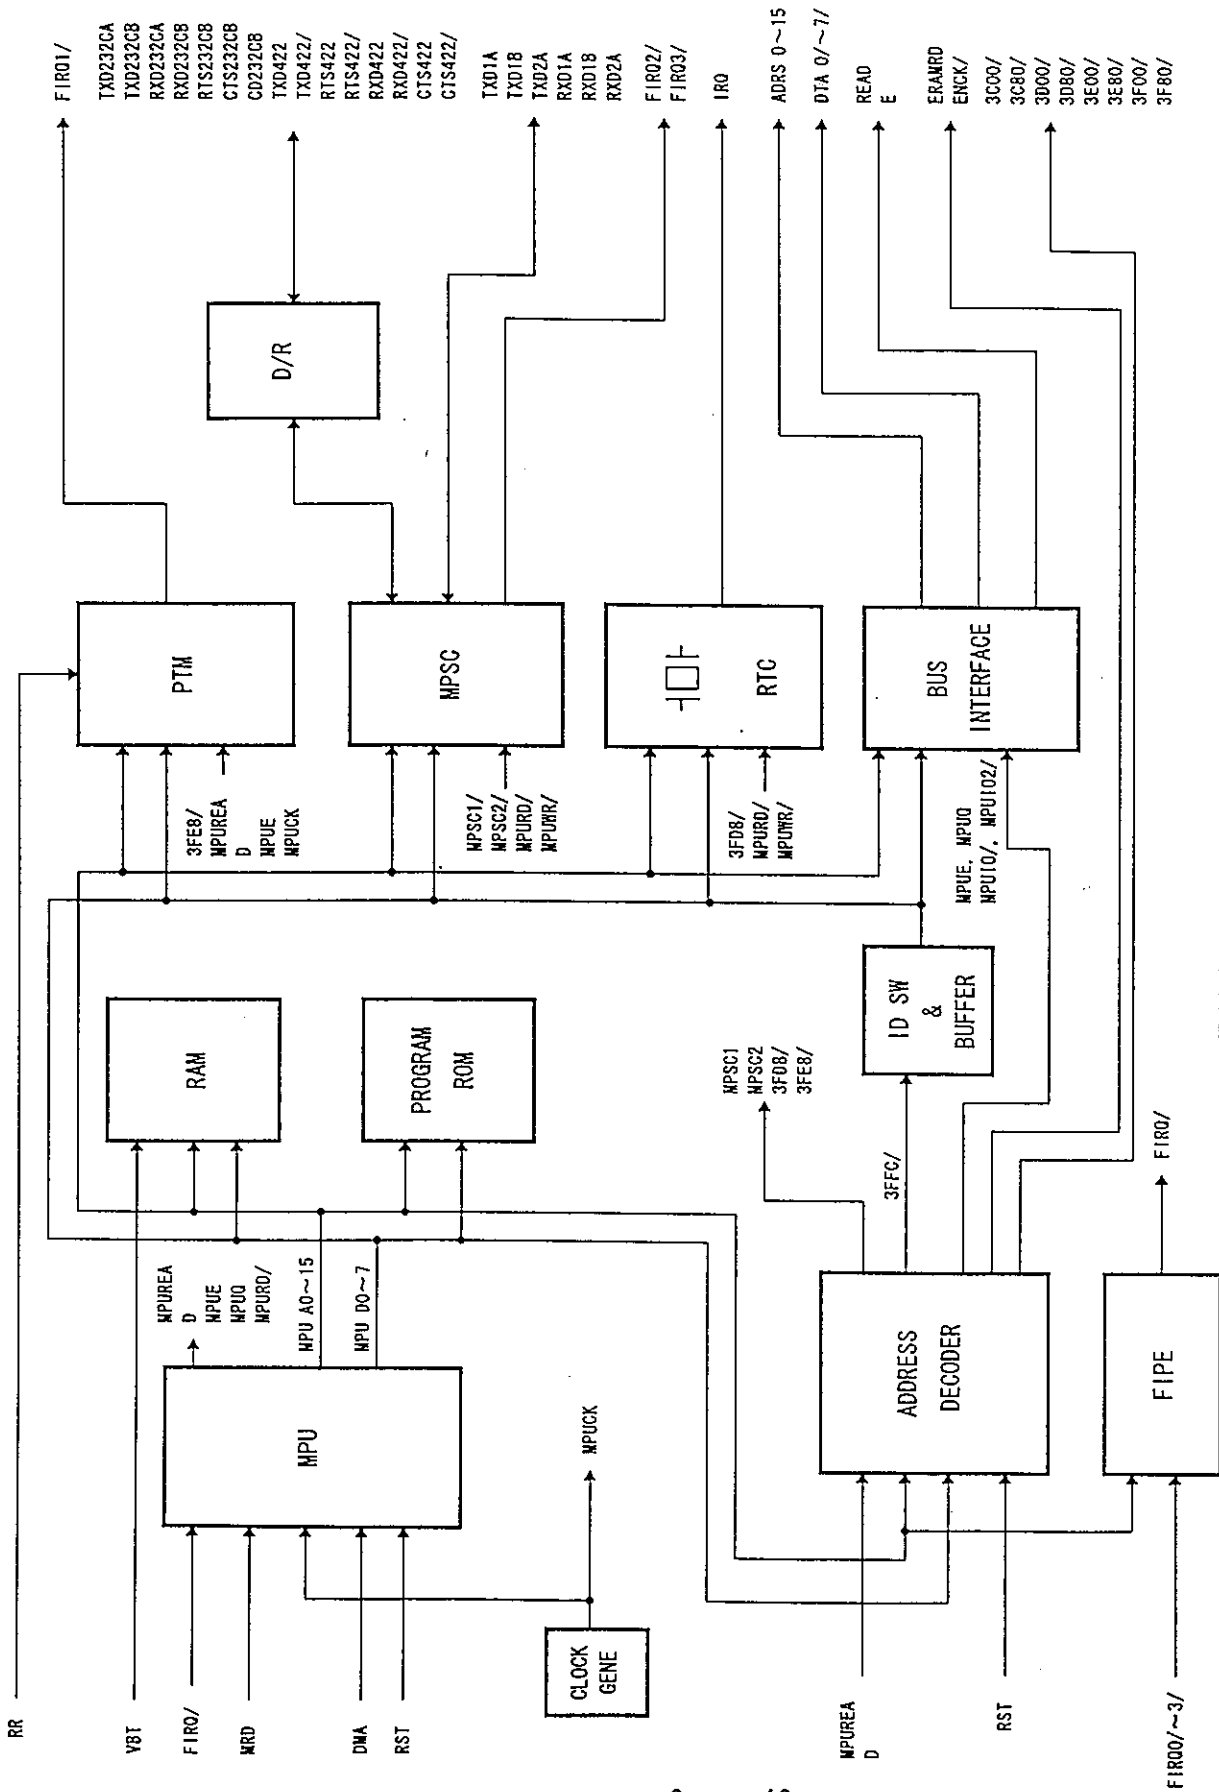 RR
VBT
FIRQ/
MRD
DMA
RST
MPU
MPUREA
D
MPUE
MPUQ
MPURD/
MPU A0~15
MPU D0~7
CLOCK
GENE
MPUCK
RAM
PROGRAM
ROM
PTM
3FE8/
MPUREA
D
MPUE
MPUCK
FIRQ1/
D/R
TXD232CA
TXD232CB
RXD232CA
RXD232CB
RTS232CB
CTS232CB
CD232CB
TXD422
TXD422/
RTS422
RTS422/
RXD422
RXD422/
CTS422
CTS422/
MPSC
MPSC1/
MPSC2/
MPURD/
MPUWR/
TXD1A
TXD1B
TXD2A
RXD1A
RXD1B
RXD2A
FIRQ2/
FIRQ3/
RTC
3FD8/
MPURD/
MPUWR/
IRQ
BUS
INTERFACE
MPUE, MPUQ
MPUIO/, MPUIO2/
ADRS 0~15
DTA 0/~7/
READ
E
ERAMRD
ENCK/
3C00/
3C80/
3D00/
3D80/
3E00/
3E80/
3F00/
3F80/
MPUREA
D
RST
ADDRESS
DECODER
MPSC1
MPSC2
3FD8/
3FE8/
3FFC/
ID SW
&
BUFFER
FIRQ0/~3/
FIPE
FIRQ/